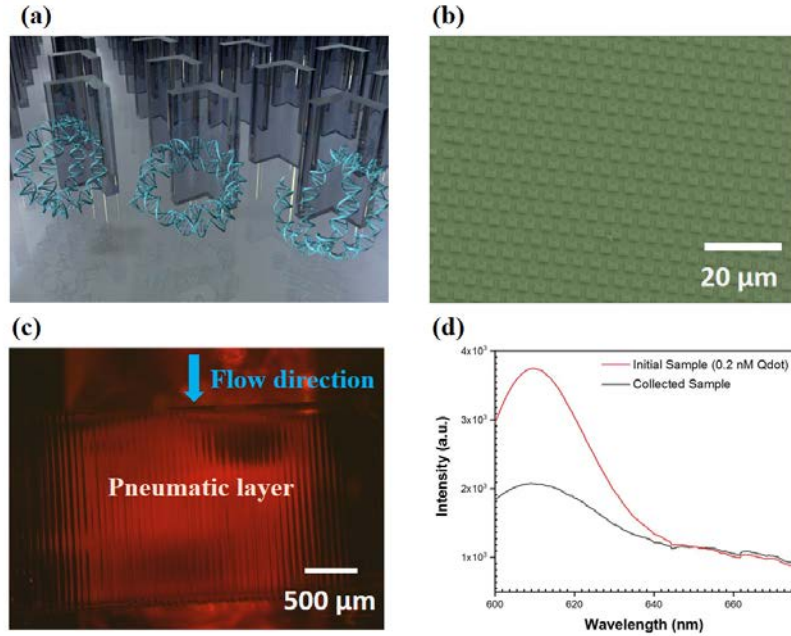 (a)
(b)
20 μm
(c)
Flow direction
Pneumatic layer
500 μm
(d)
4x10³
3x10³
2x10³
1x10³
Intensity (a.u.)
Initial Sample (0.2 nM Qdot)
Collected Sample
600
620
640
660
Wavelength (nm)